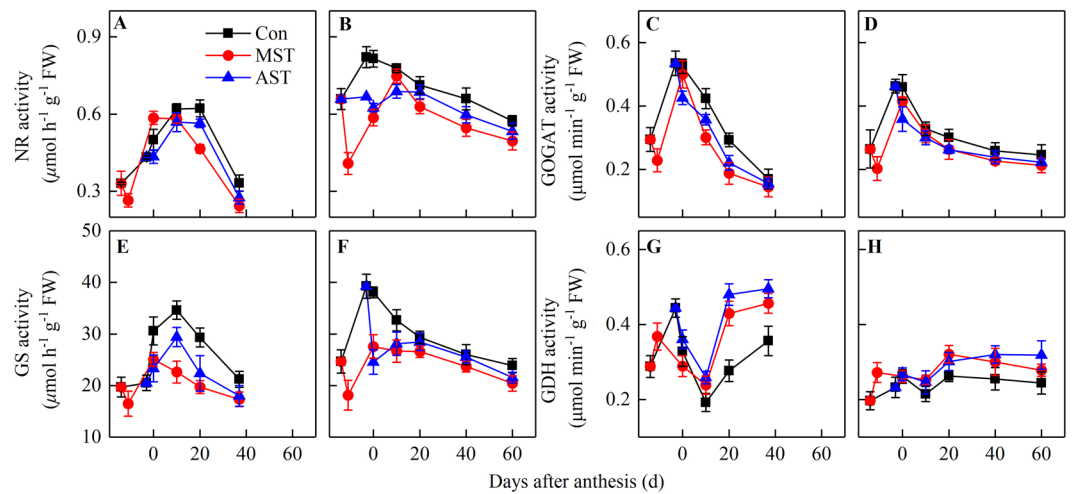 A
B
C
D
Con
MST
AST
NR activity
(μmol h⁻¹ g⁻¹ FW)
0.9
0.6
0.3
GOGAT activity
(μmol min⁻¹ g⁻¹ FW)
0.6
0.4
0.2
E
F
G
H
GS activity
(μmol h⁻¹ g⁻¹ FW)
50
40
30
20
10
GDH activity
(μmol min⁻¹ g⁻¹ FW)
0.6
0.4
0.2
0 20 40 60 0 20 40 60 0 20 40 60 0 20 40 60
Days after anthesis (d)